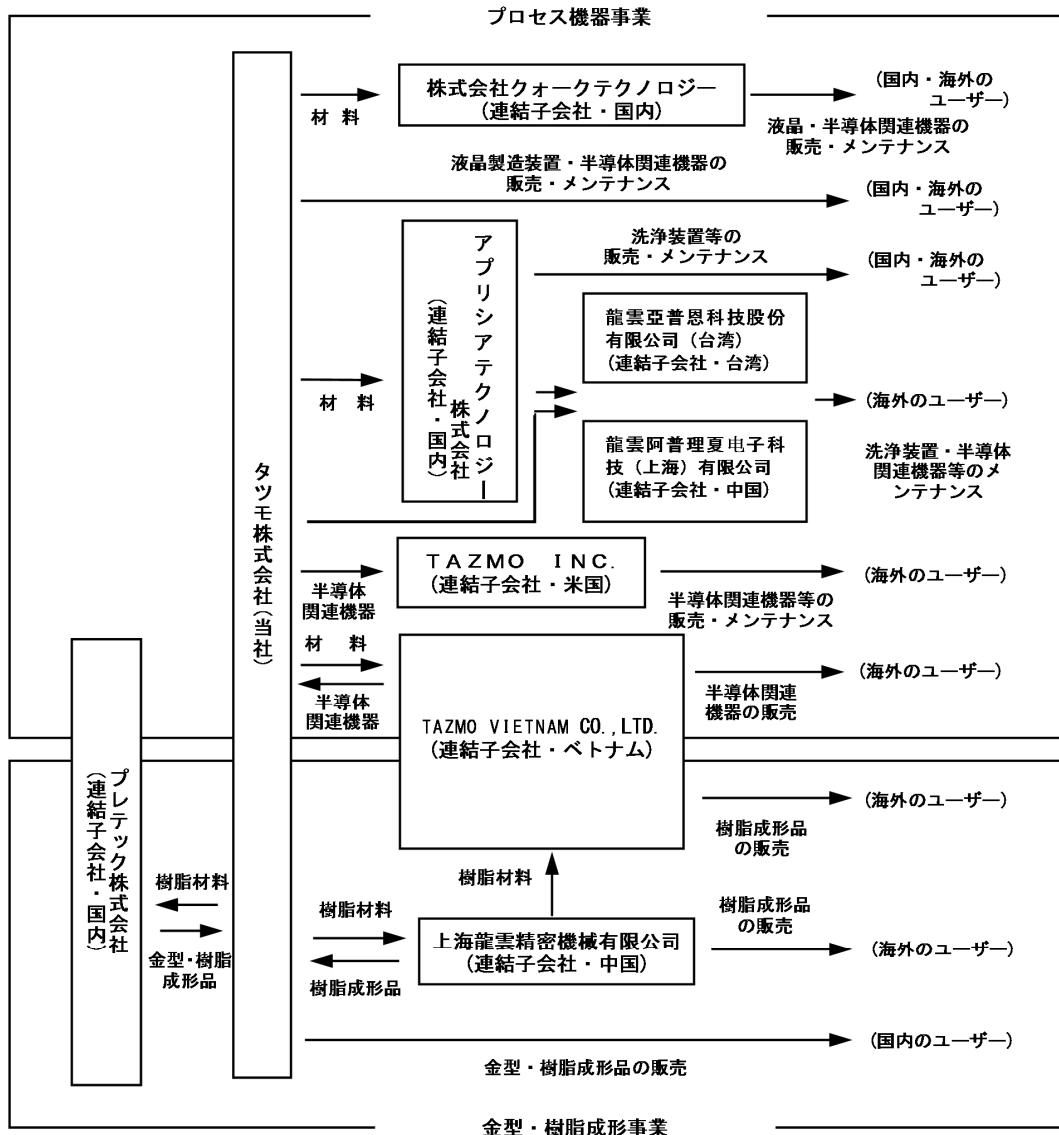 プロセス機器事業
株式会社クォークテクノロジー
(連結子会社・国内)
材 料
(国内・海外の
ユーザー)
液晶・半導体関連機器の
販売・メンテナンス
液晶製造装置・半導体関連機器の
販売・メンテナンス
(国内・海外の
ユーザー)
アプリシアテクノロジー
株式会社
(連結子会社・国内)
洗浄装置等の
販売・メンテナンス
(国内・海外の
ユーザー)
材 料
龍雲亞普恩科技股份
有限公司(台湾)
(連結子会社・台湾)
(海外のユーザー)
龍雲阿普理夏电子科
技(上海)有限公司
(連結子会社・中国)
洗浄装置・半導体
関連機器等のメ
ンテナンス
タツモ株式会社(当社)
TAZMO INC.
(連結子会社・米国)
半導体
関連機器
(海外のユーザー)
半導体関連機器等の
販売・メンテナンス
材 料
半導体
関連機器
TAZMO VIETNAM CO.,LTD.
(連結子会社・ベトナム)
(海外のユーザー)
半導体関連
機器の販売
プレテック株式会社
(連結子会社・国内)
(海外のユーザー)
樹脂成形品
の販売
樹脂材料
樹脂材料
金型・樹脂
成形品
樹脂材料
樹脂成形品
上海龍雲精密機械有限公司
(連結子会社・中国)
樹脂成形品
の販売
(海外のユーザー)
(国内のユーザー)
金型・樹脂成形品の販売
金型・樹脂成形事業